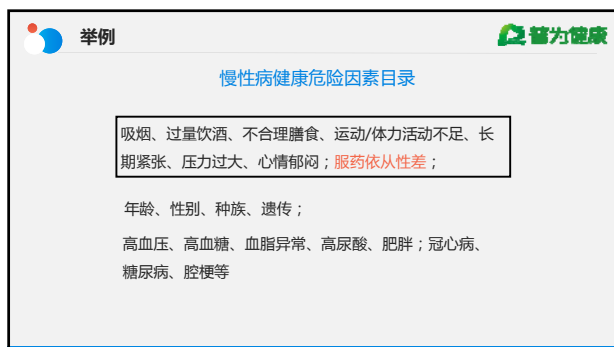 举例
普为健康
慢性病健康危险因素目录
吸烟、过量饮酒、不合理膳食、运动/体力活动不足、长
期紧张、压力过大、心情郁闷；服药依从性差；
年龄、性别、种族、遗传；
高血压、高血糖、血脂异常、高尿酸、肥胖；冠心病、
糖尿病、腔梗等